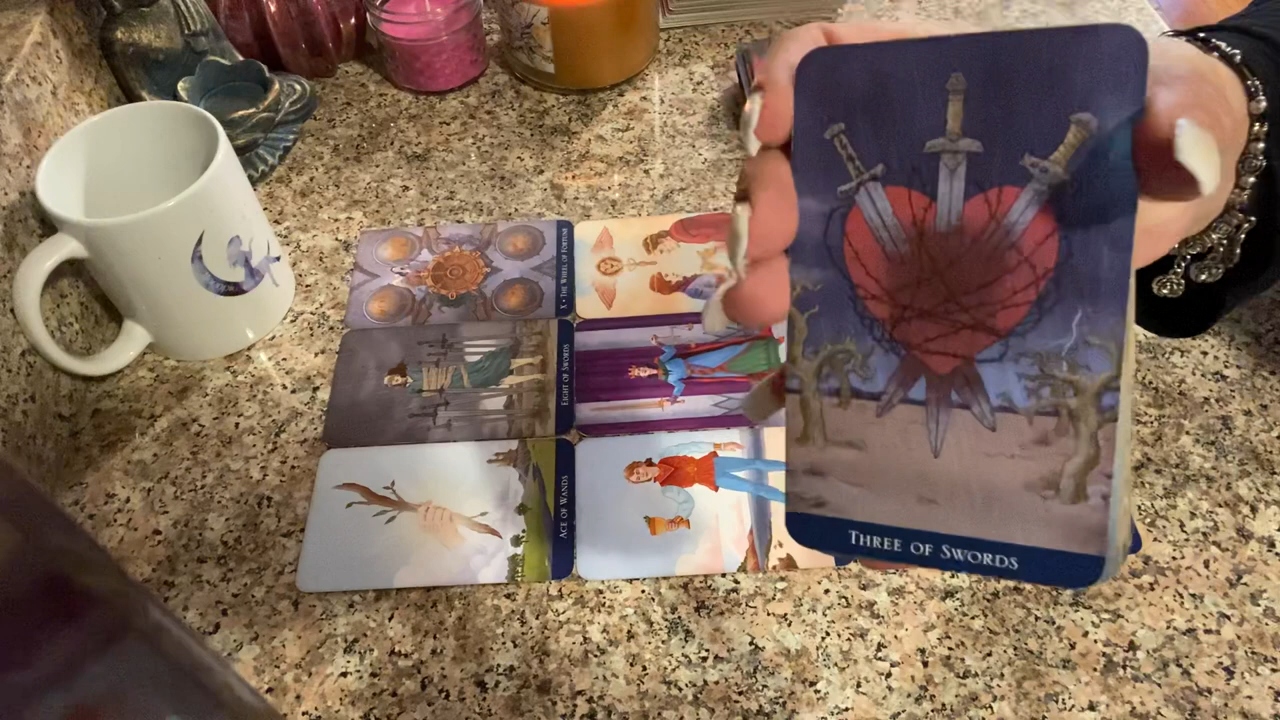 X • THE WHEEL OF FORTUNE
EIGHT OF SWORDS
ACE OF WANDS
THREE OF SWORDS